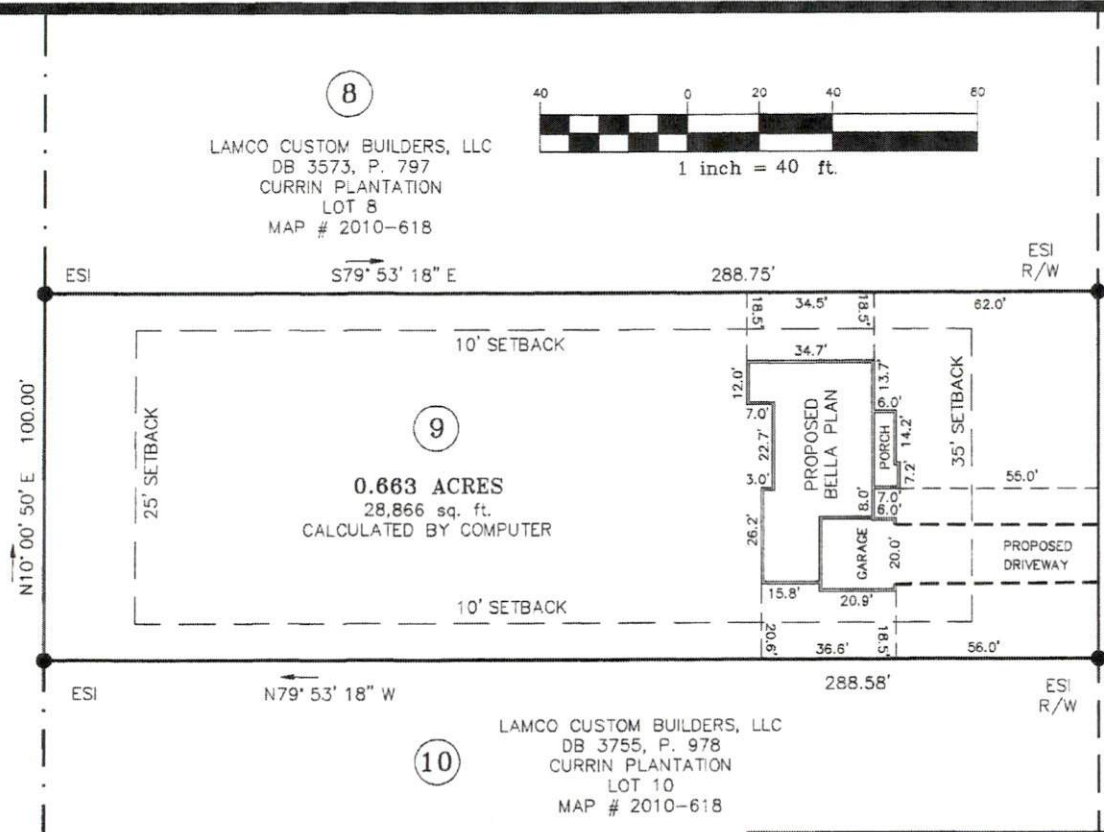 8
LAMCO CUSTOM BUILDERS, LLC
DB 3573, P. 797
CURRIN PLANTATION
LOT 8
MAP # 2010-618
40 0 20 40 80
1 inch = 40 ft.
ESI
S79° 53' 18" E
288.75'
ESI
R/W
18.5'
34.5'
18.5'
62.0'
10' SETBACK
34.7'
12.0'
13.7'
7.0'
6.0'
N10° 00' 50" E 100.00'
25' SETBACK
9
0.663 ACRES
28,866 sq. ft.
CALCULATED BY COMPUTER
22.7'
PROPOSED
BELLA PLAN
PORCH
14.2'
7.2'
35' SETBACK
3.0'
8.0'
7.0'
6.0'
55.0'
26.2'
GARAGE
20.0'
PROPOSED
DRIVEWAY
15.8'
20.9'
10' SETBACK
20.6'
36.6'
18.5'
56.0'
ESI
N79° 53' 18" W
288.58'
ESI
R/W
10
LAMCO CUSTOM BUILDERS, LLC
DB 3755, P. 978
CURRIN PLANTATION
LOT 10
MAP # 2010-618